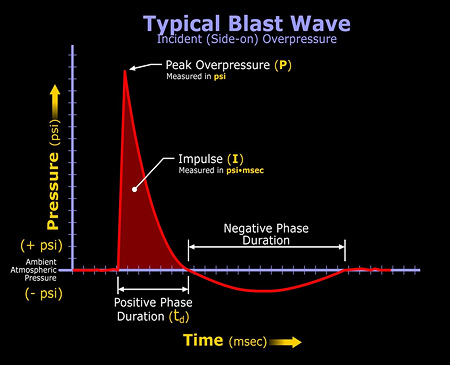 Typical Blast Wave
Incident (Side-on) Overpressure
Peak Overpressure (P)
Measured in psi
Impulse (I)
Measured in psi•msec
Pressure (psi)
Negative Phase
Duration
(+ psi)
Ambient
Atmospheric
Pressure
(- psi)
Positive Phase
Duration (td)
Time (msec)